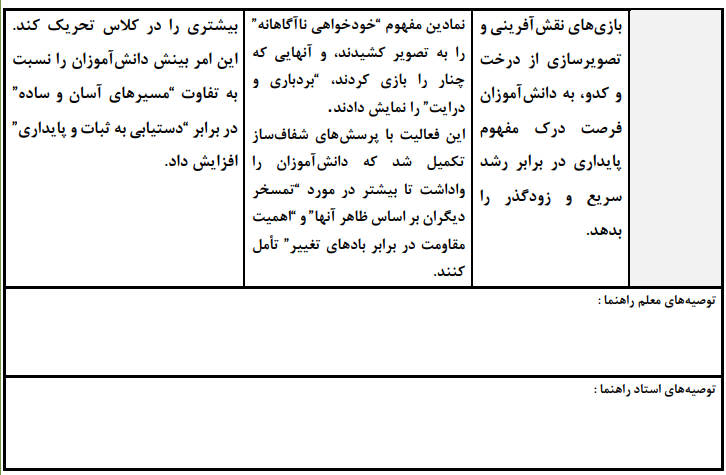 بازی‌های نقش‌آفرینی و
تصویرسازی از درخت
و کدو، به دانش‌آموزان
فرصت درک مفهوم
پایداری در برابر رشد
سریع و زودگذر را
بدهد.
نمادین مفهوم “خودخواهی ناآگاهانه”
را به تصویر کشیدند، و آنهایی که
چنار را بازی کردند، “بردباری و
درایت” را نمایش دادند.
این فعالیت با پرسش‌های شفاف‌ساز
تکمیل شد که دانش‌آموزان را
واداشت تا بیشتر در مورد “تمسخر
دیگران بر اساس ظاهر آنها” و “اهمیت
مقاومت در برابر بادهای تغییر” تأمل
کنند.
بیشتری را در کلاس تحریک کند.
این امر بینش دانش‌آموزان را نسبت
به تفاوت “مسیرهای آسان و ساده”
در برابر “دستیابی به ثبات و پایداری”
افزایش داد.
توصیه‌های معلم راهنما :
توصیه‌های استاد راهنما :